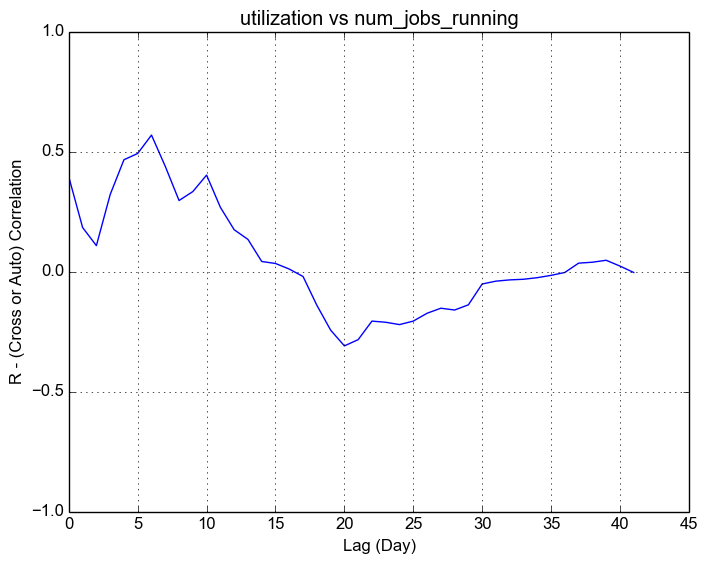 utilization vs num_jobs_running
R - (Cross or Auto) Correlation
1.0
0.5
0.0
−0.5
−1.0
0 5 10 15 20 25 30 35 40 45
Lag (Day)